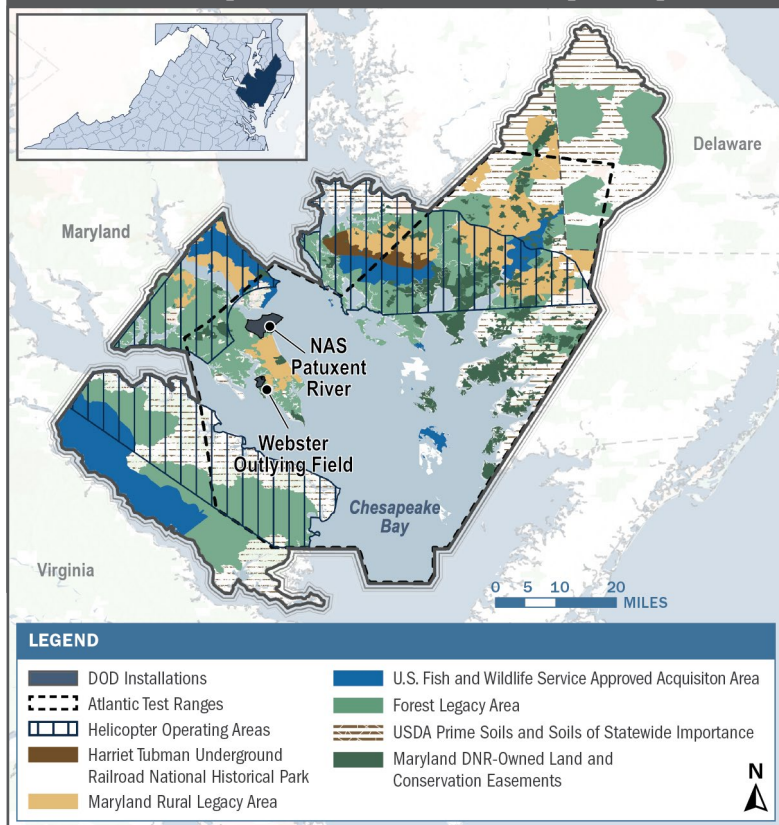 Delaware
Maryland
NAS
Patuxent
River
Webster
Outlying Field
Chesapeake
Bay
Virginia
0 5 10 20
MILES
LEGEND
DOD Installations
Atlantic Test Ranges
Helicopter Operating Areas
Harriet Tubman Underground
Railroad National Historical Park
Maryland Rural Legacy Area
U.S. Fish and Wildlife Service Approved Acquisiton Area
Forest Legacy Area
USDA Prime Soils and Soils of Statewide Importance
Maryland DNR-Owned Land and
Conservation Easements
N